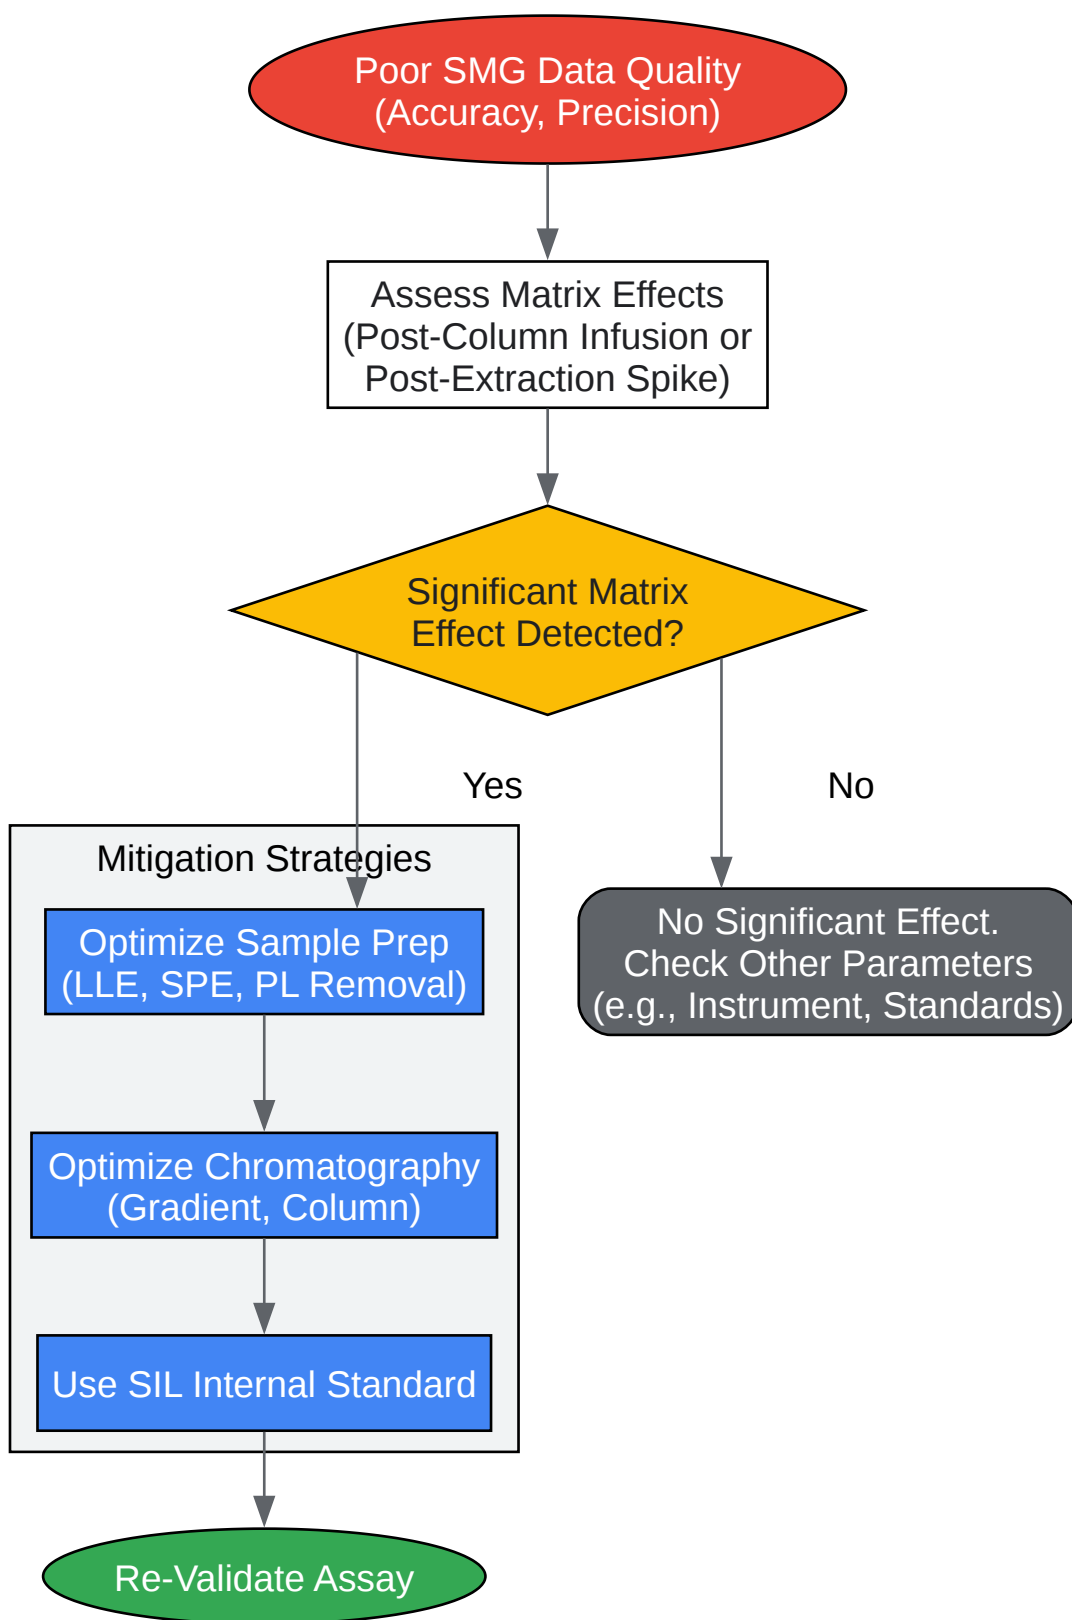 Poor SMG Data Quality
(Accuracy, Precision)
Assess Matrix Effects
(Post-Column Infusion or
Post-Extraction Spike)
Significant Matrix
Effect Detected?
Yes
No
Mitigation Strategies
Optimize Sample Prep
(LLE, SPE, PL Removal)
No Significant Effect.
Check Other Parameters
(e.g., Instrument, Standards)
Optimize Chromatography
(Gradient, Column)
Use SIL Internal Standard
Re-Validate Assay